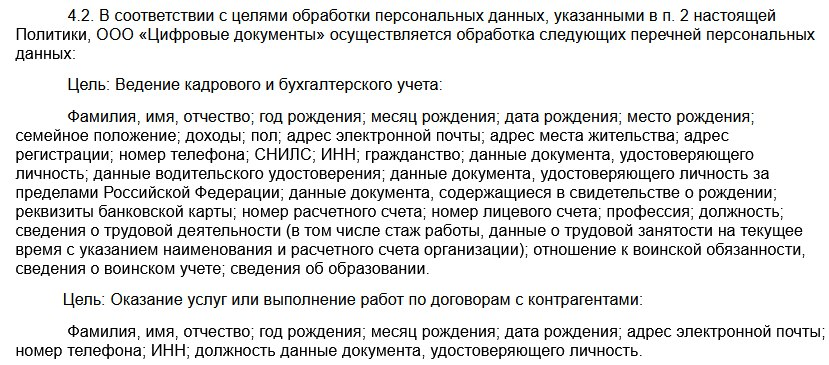 4.2. В соответствии с целями обработки персональных данных, указанными в п. 2 настоящей
Политики, ООО «Цифровые документы» осуществляется обработка следующих перечней персональных
данных:
Цель: Ведение кадрового и бухгалтерского учета:
Фамилия, имя, отчество; год рождения; месяц рождения; дата рождения; место рождения;
семейное положение; доходы; пол; адрес электронной почты; адрес места жительства; адрес
регистрации; номер телефона; СНИЛС; ИНН; гражданство; данные документа, удостоверяющего
личность; данные водительского удостоверения; данные документа, удостоверяющего личность за
пределами Российской Федерации; данные документа, содержащиеся в свидетельстве о рождении;
реквизиты банковской карты; номер расчетного счета; номер лицевого счета; профессия; должность;
сведения о трудовой деятельности (в том числе стаж работы, данные о трудовой занятости на текущее
время с указанием наименования и расчетного счета организации); отношение к воинской обязанности,
сведения о воинском учете; сведения об образовании.
Цель: Оказание услуг или выполнение работ по договорам с контрагентами:
Фамилия, имя, отчество; год рождения; месяц рождения; дата рождения; адрес электронной почты;
номер телефона; ИНН; должность данные документа, удостоверяющего личность.